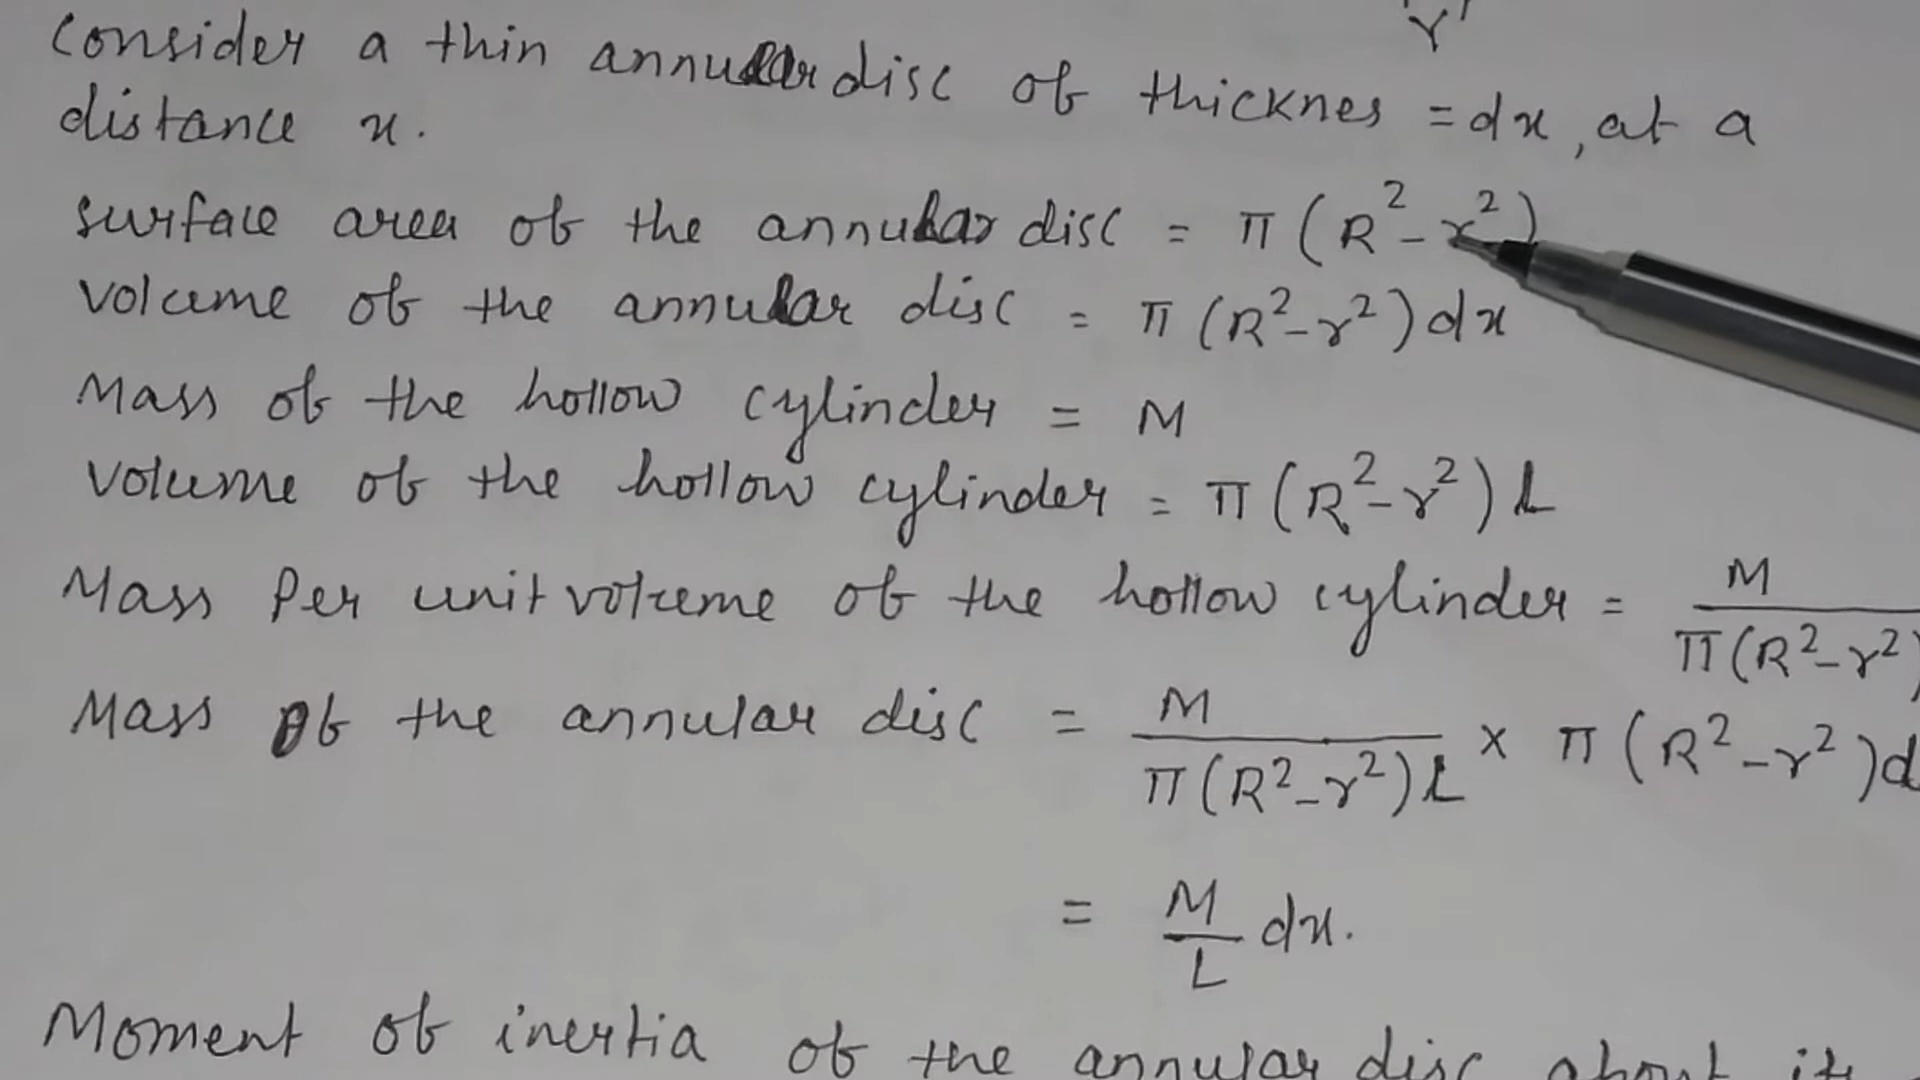 Y'
Consider a thin annular disc of thicknes = dx, at a
distance x.
surface area of the annular disc = π (R² - r²)
volume of the annular disc = π (R² - r²) dx
Mass of the hollow cylinder = M
volume of the hollow cylinder = π (R² - r²) L
Mass Per unit volume of the hollow cylinder = M / π (R² - r²)
Mass of the annular disc = M / π (R² - r²) L × π (R² - r²) d
= M / L dx.
Moment of inertia of the annular disc about it